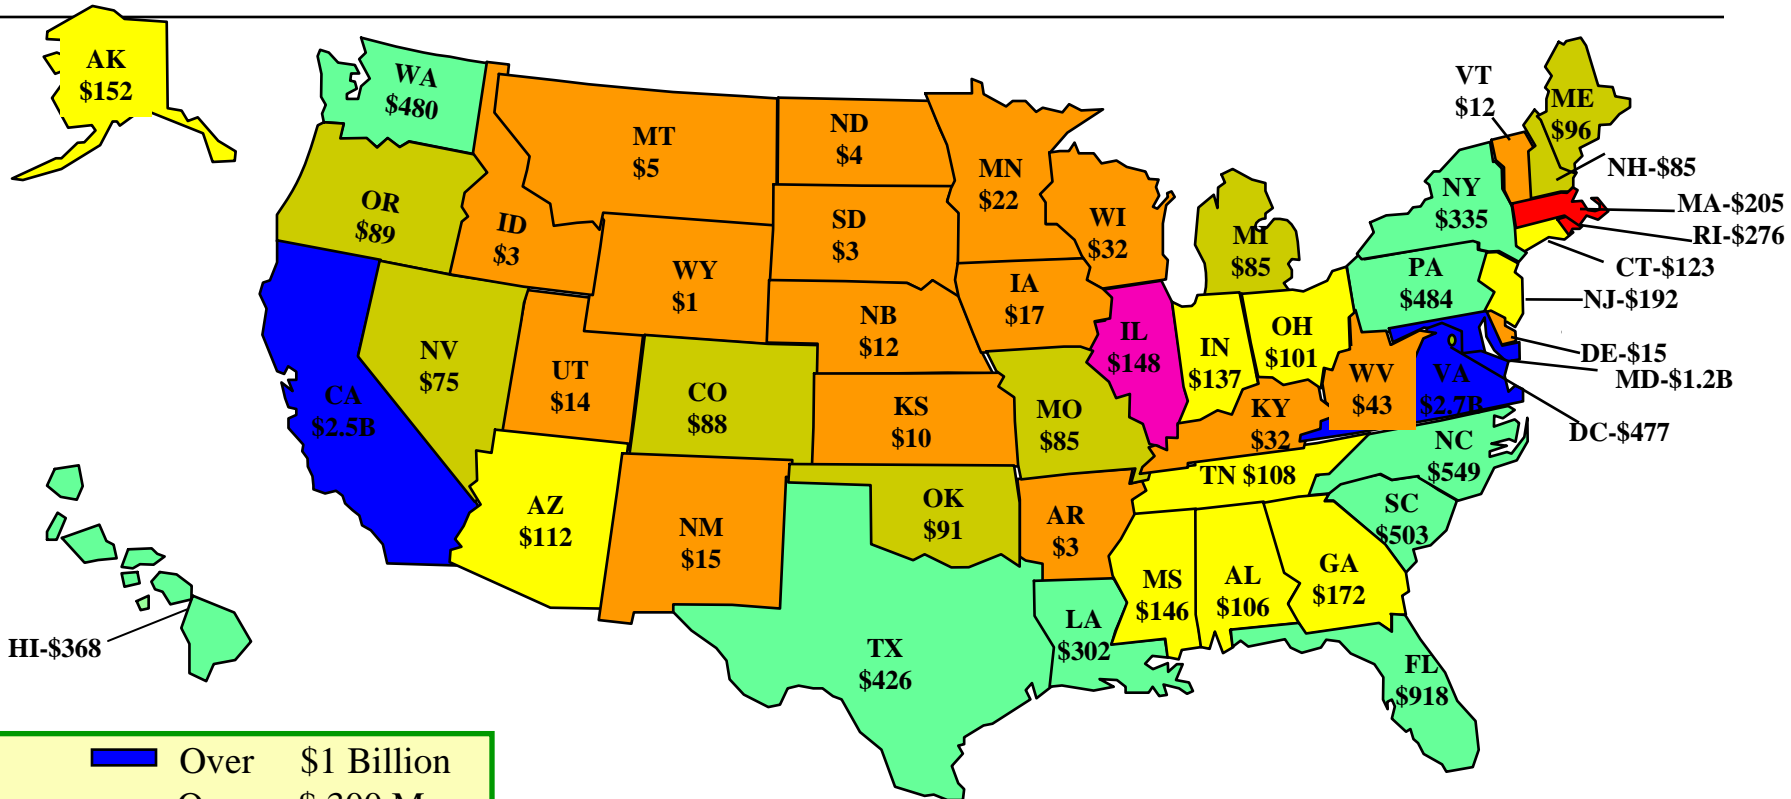 AK
$152
WA
$480
OR
$89
ID
$3
MT
$5
ND
$4
SD
$3
WY
$1
NB
$12
MN
$22
WI
$32
IA
$17
MI
$85
IL
$148
IN
$137
OH
$101
VT
$12
ME
$96
NH-$85
MA-$205
RI-$276
CT-$123
NY
$335
PA
$484
NJ-$192
DE-$15
MD-$1.2B
DC-$477
CA
$2.5B
NV
$75
UT
$14
CO
$88
KS
$10
MO
$85
KY
$32
WV
$43
VA
$2.7B
NC
$549
TN $108
SC
$503
AZ
$112
NM
$15
OK
$91
AR
$3
MS
$146
AL
$106
GA
$172
LA
$302
TX
$426
FL
$918
HI-$368
Over $1 Billion
Over $ 300 M